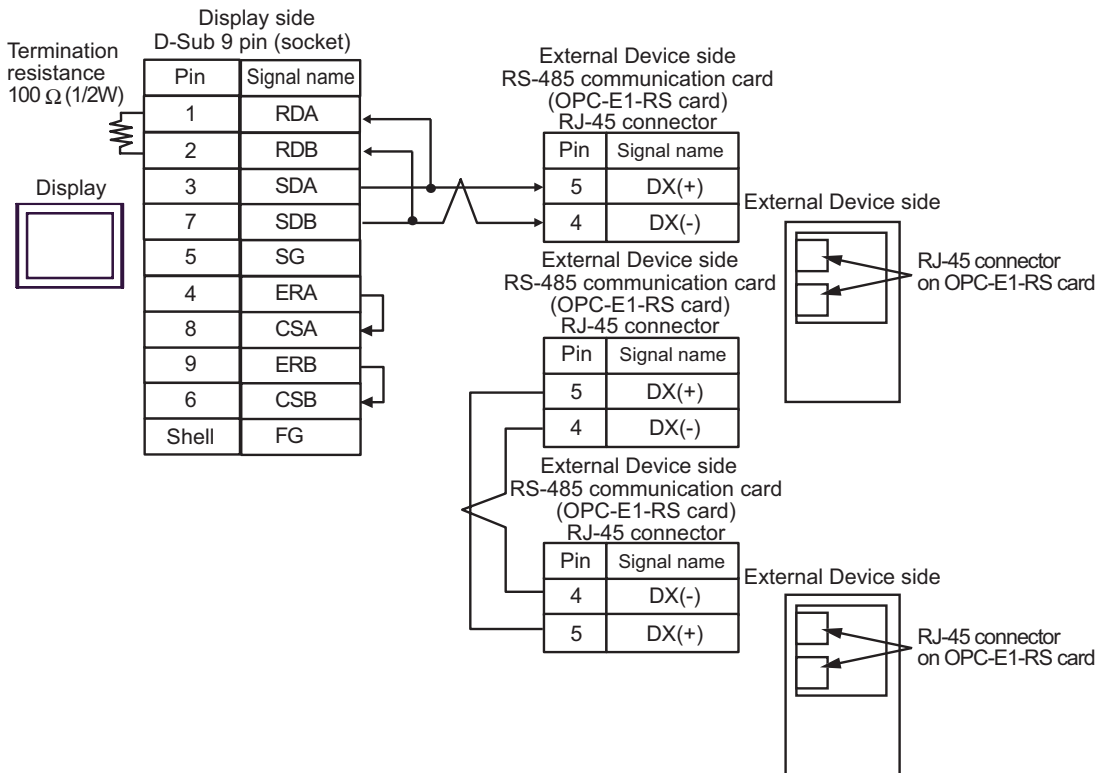 Display side
D-Sub 9 pin (socket)
Termination
resistance
100 Ω (1/2W)
Pin Signal name
1 RDA
2 RDB
3 SDA
7 SDB
5 SG
4 ERA
8 CSA
9 ERB
6 CSB
Shell FG
Display
External Device side
RS-485 communication card
(OPC-E1-RS card)
RJ-45 connector
Pin Signal name
5 DX(+)
4 DX(-)
External Device side
RJ-45 connector
on OPC-E1-RS card
External Device side
RS-485 communication card
(OPC-E1-RS card)
RJ-45 connector
Pin Signal name
5 DX(+)
4 DX(-)
External Device side
RS-485 communication card
(OPC-E1-RS card)
RJ-45 connector
Pin Signal name
4 DX(-)
5 DX(+)
External Device side
RJ-45 connector
on OPC-E1-RS card